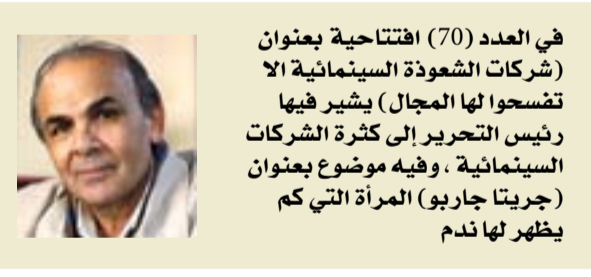 في العدد (70) افتتاحية بعنوان
(شركات الشعوذة السينمائية الا
تفسحوا لها المجال) يشير فيها
رئيس التحرير إلى كثرة الشركات
السينمائية ، وفيه موضوع بعنوان
(جريتا جاربو) المرأة التي كم
يظهر لها ندم